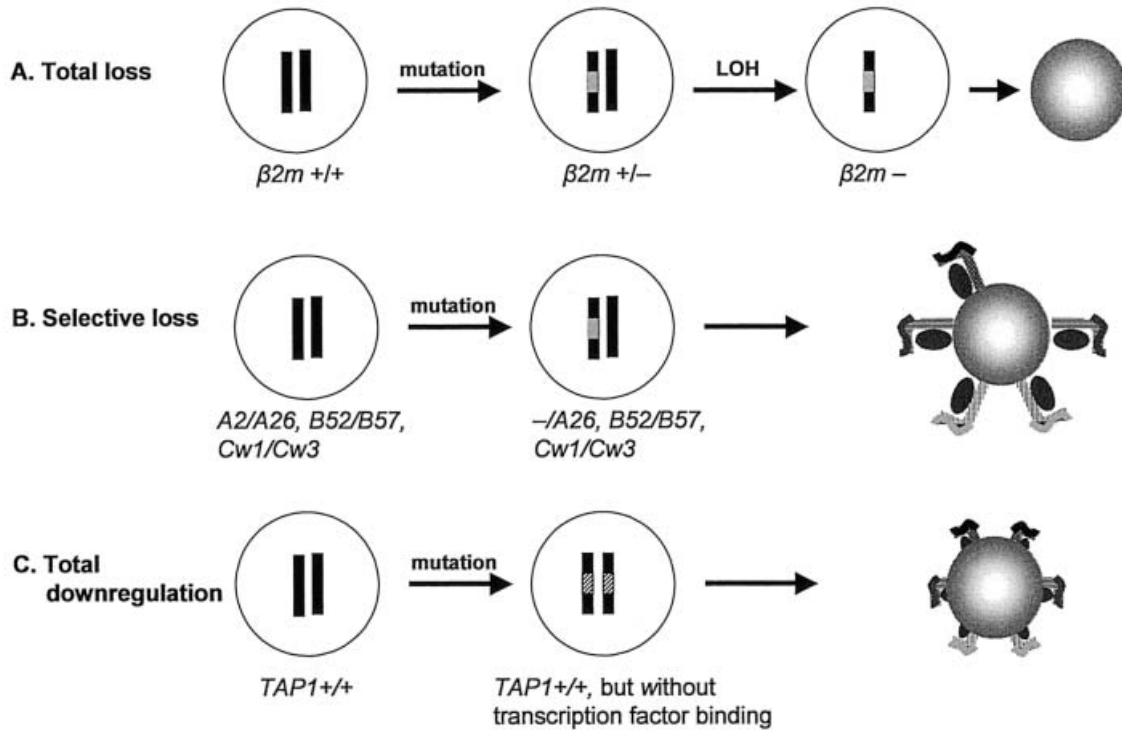 A. Total loss
mutation
LOH
β2m +/+
β2m +/–
β2m –
B. Selective loss
mutation
A2/A26, B52/B57,
Cw1/Cw3
–/A26, B52/B57,
Cw1/Cw3
C. Total
downregulation
mutation
TAP1+/+
TAP1+/+, but without
transcription factor binding